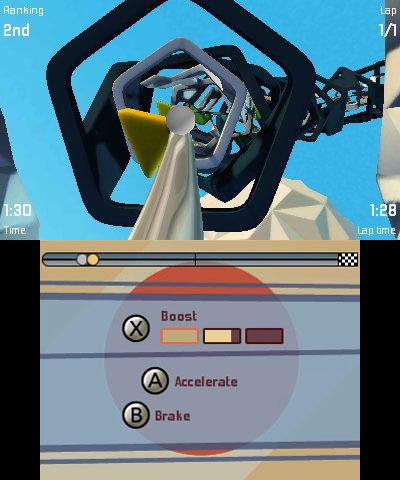 Ranking
2nd
Lap
1/1
1:30
Time
1:28
Lap time
X
Boost
A
Accelerate
B
Brake